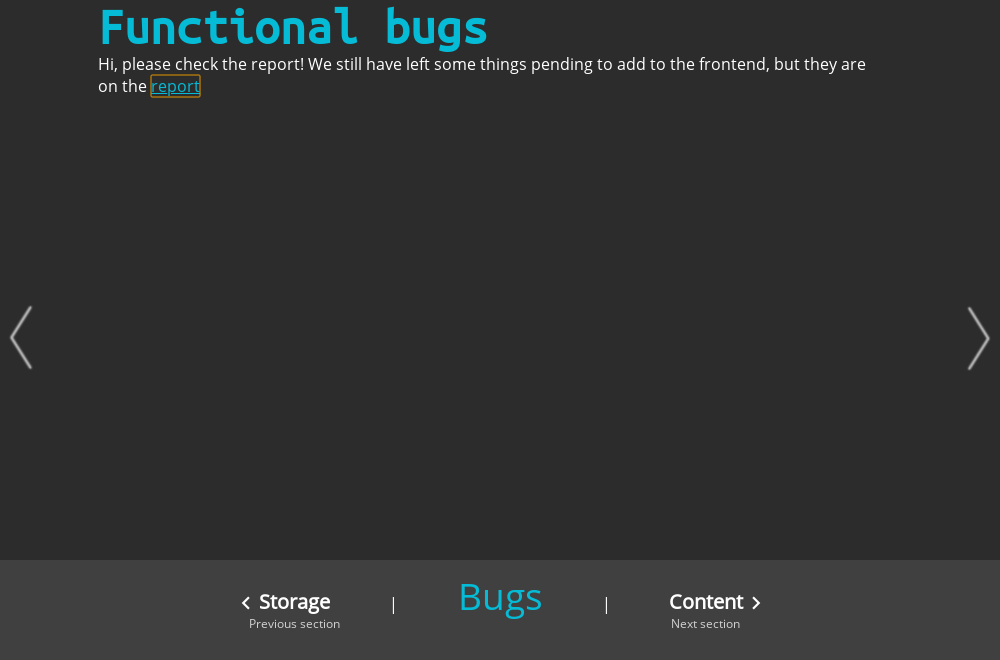 Functional bugs
Hi, please check the report! We still have left some things pending to add to the frontend, but they are
on the report
Storage
Previous section
|
Bugs
|
Content
Next section